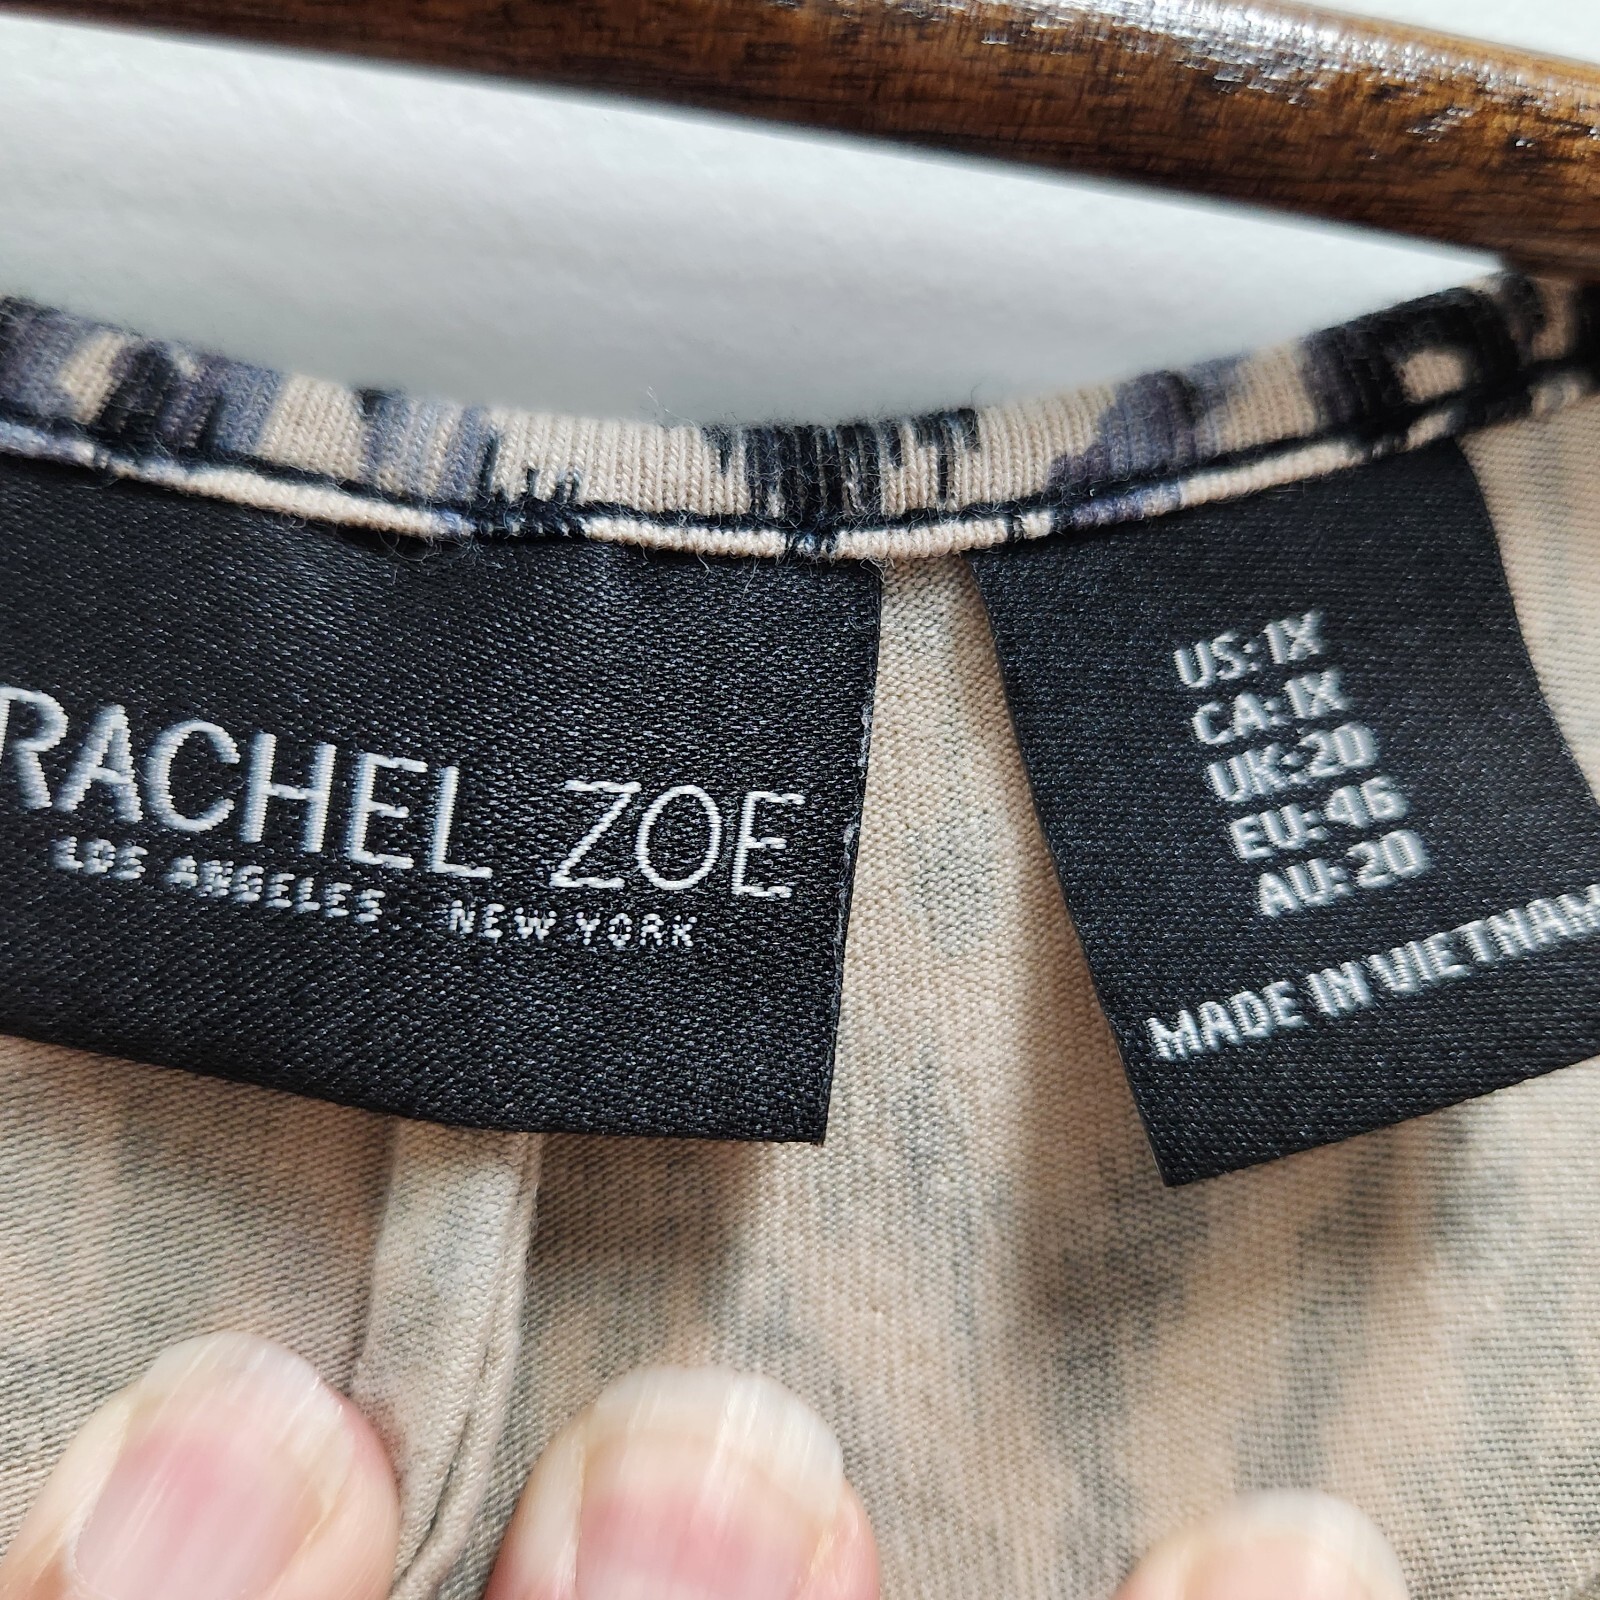 RACHEL ZOE
LOS ANGELES NEW YORK
US: 1X
CA: 1X
UK: 20
EU: 46
AU: 20
MADE IN VIETNAM